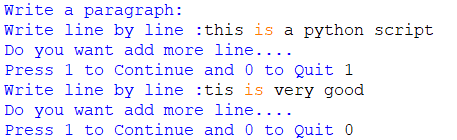 Write a paragraph:
Write line by line :this is a python script
Do you want add more line....
Press 1 to Continue and 0 to Quit 1
Write line by line :tis is very good
Do you want add more line....
Press 1 to Continue and 0 to Quit 0